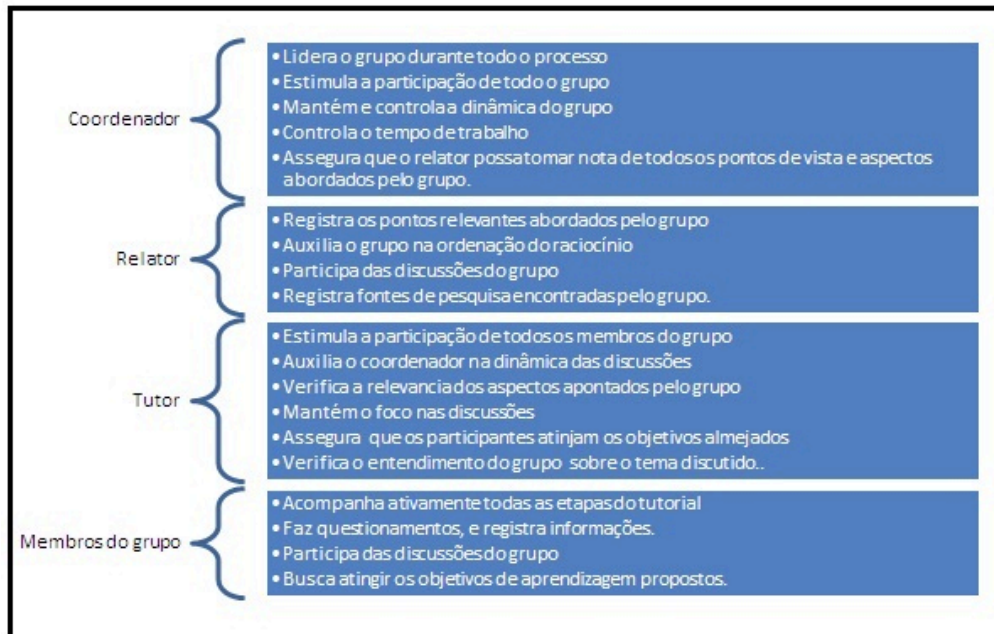 Coordenador
• Lidera o grupo durante todo o processo
• Estimula a participação de todo o grupo
• Mantém e controla a dinâmica do grupo
• Controla o tempo de trabalho
• Assegura que o relator possa tomar nota de todos os pontos de vista e aspectos
abordados pelo grupo.
Relator
• Registra os pontos relevantes abordados pelo grupo
• Auxilia o grupo na ordenação do raciocínio
• Participa das discussões do grupo
• Registra fontes de pesquisa encontradas pelo grupo.
Tutor
• Estimula a participação de todos os membros do grupo
• Auxilia o coordenador na dinâmica das discussões
• Verifica a relevancia dos aspectos apontados pelo grupo
• Mantém o foco nas discussões
• Assegura que os participantes atinjam os objetivos almejados
• Verifica o entendimento do grupo sobre o tema discutido..
Membros do grupo
• Acompanha ativamente todas as etapas do tutorial
• Faz questionamentos, e registra informações.
• Participa das discussões do grupo
• Busca atingir os objetivos de aprendizagem propostos.